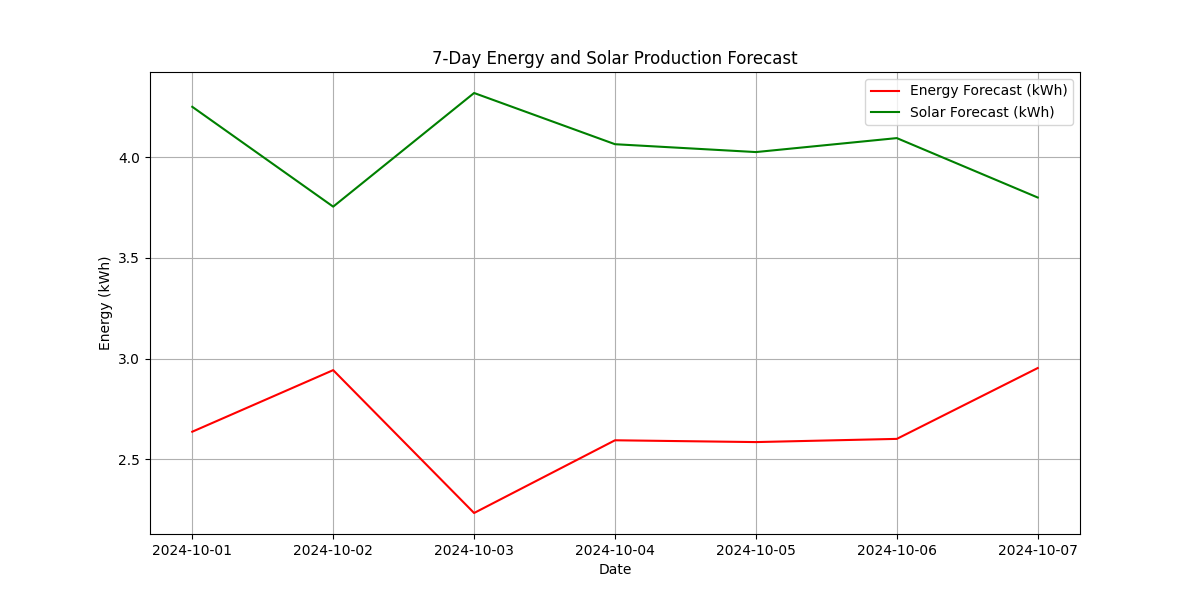 7-Day Energy and Solar Production Forecast
Energy Forecast (kWh)
Solar Forecast (kWh)
4.0
3.5
3.0
2.5
Energy (kWh)
2024-10-01 2024-10-02 2024-10-03 2024-10-04 2024-10-05 2024-10-06 2024-10-07
Date